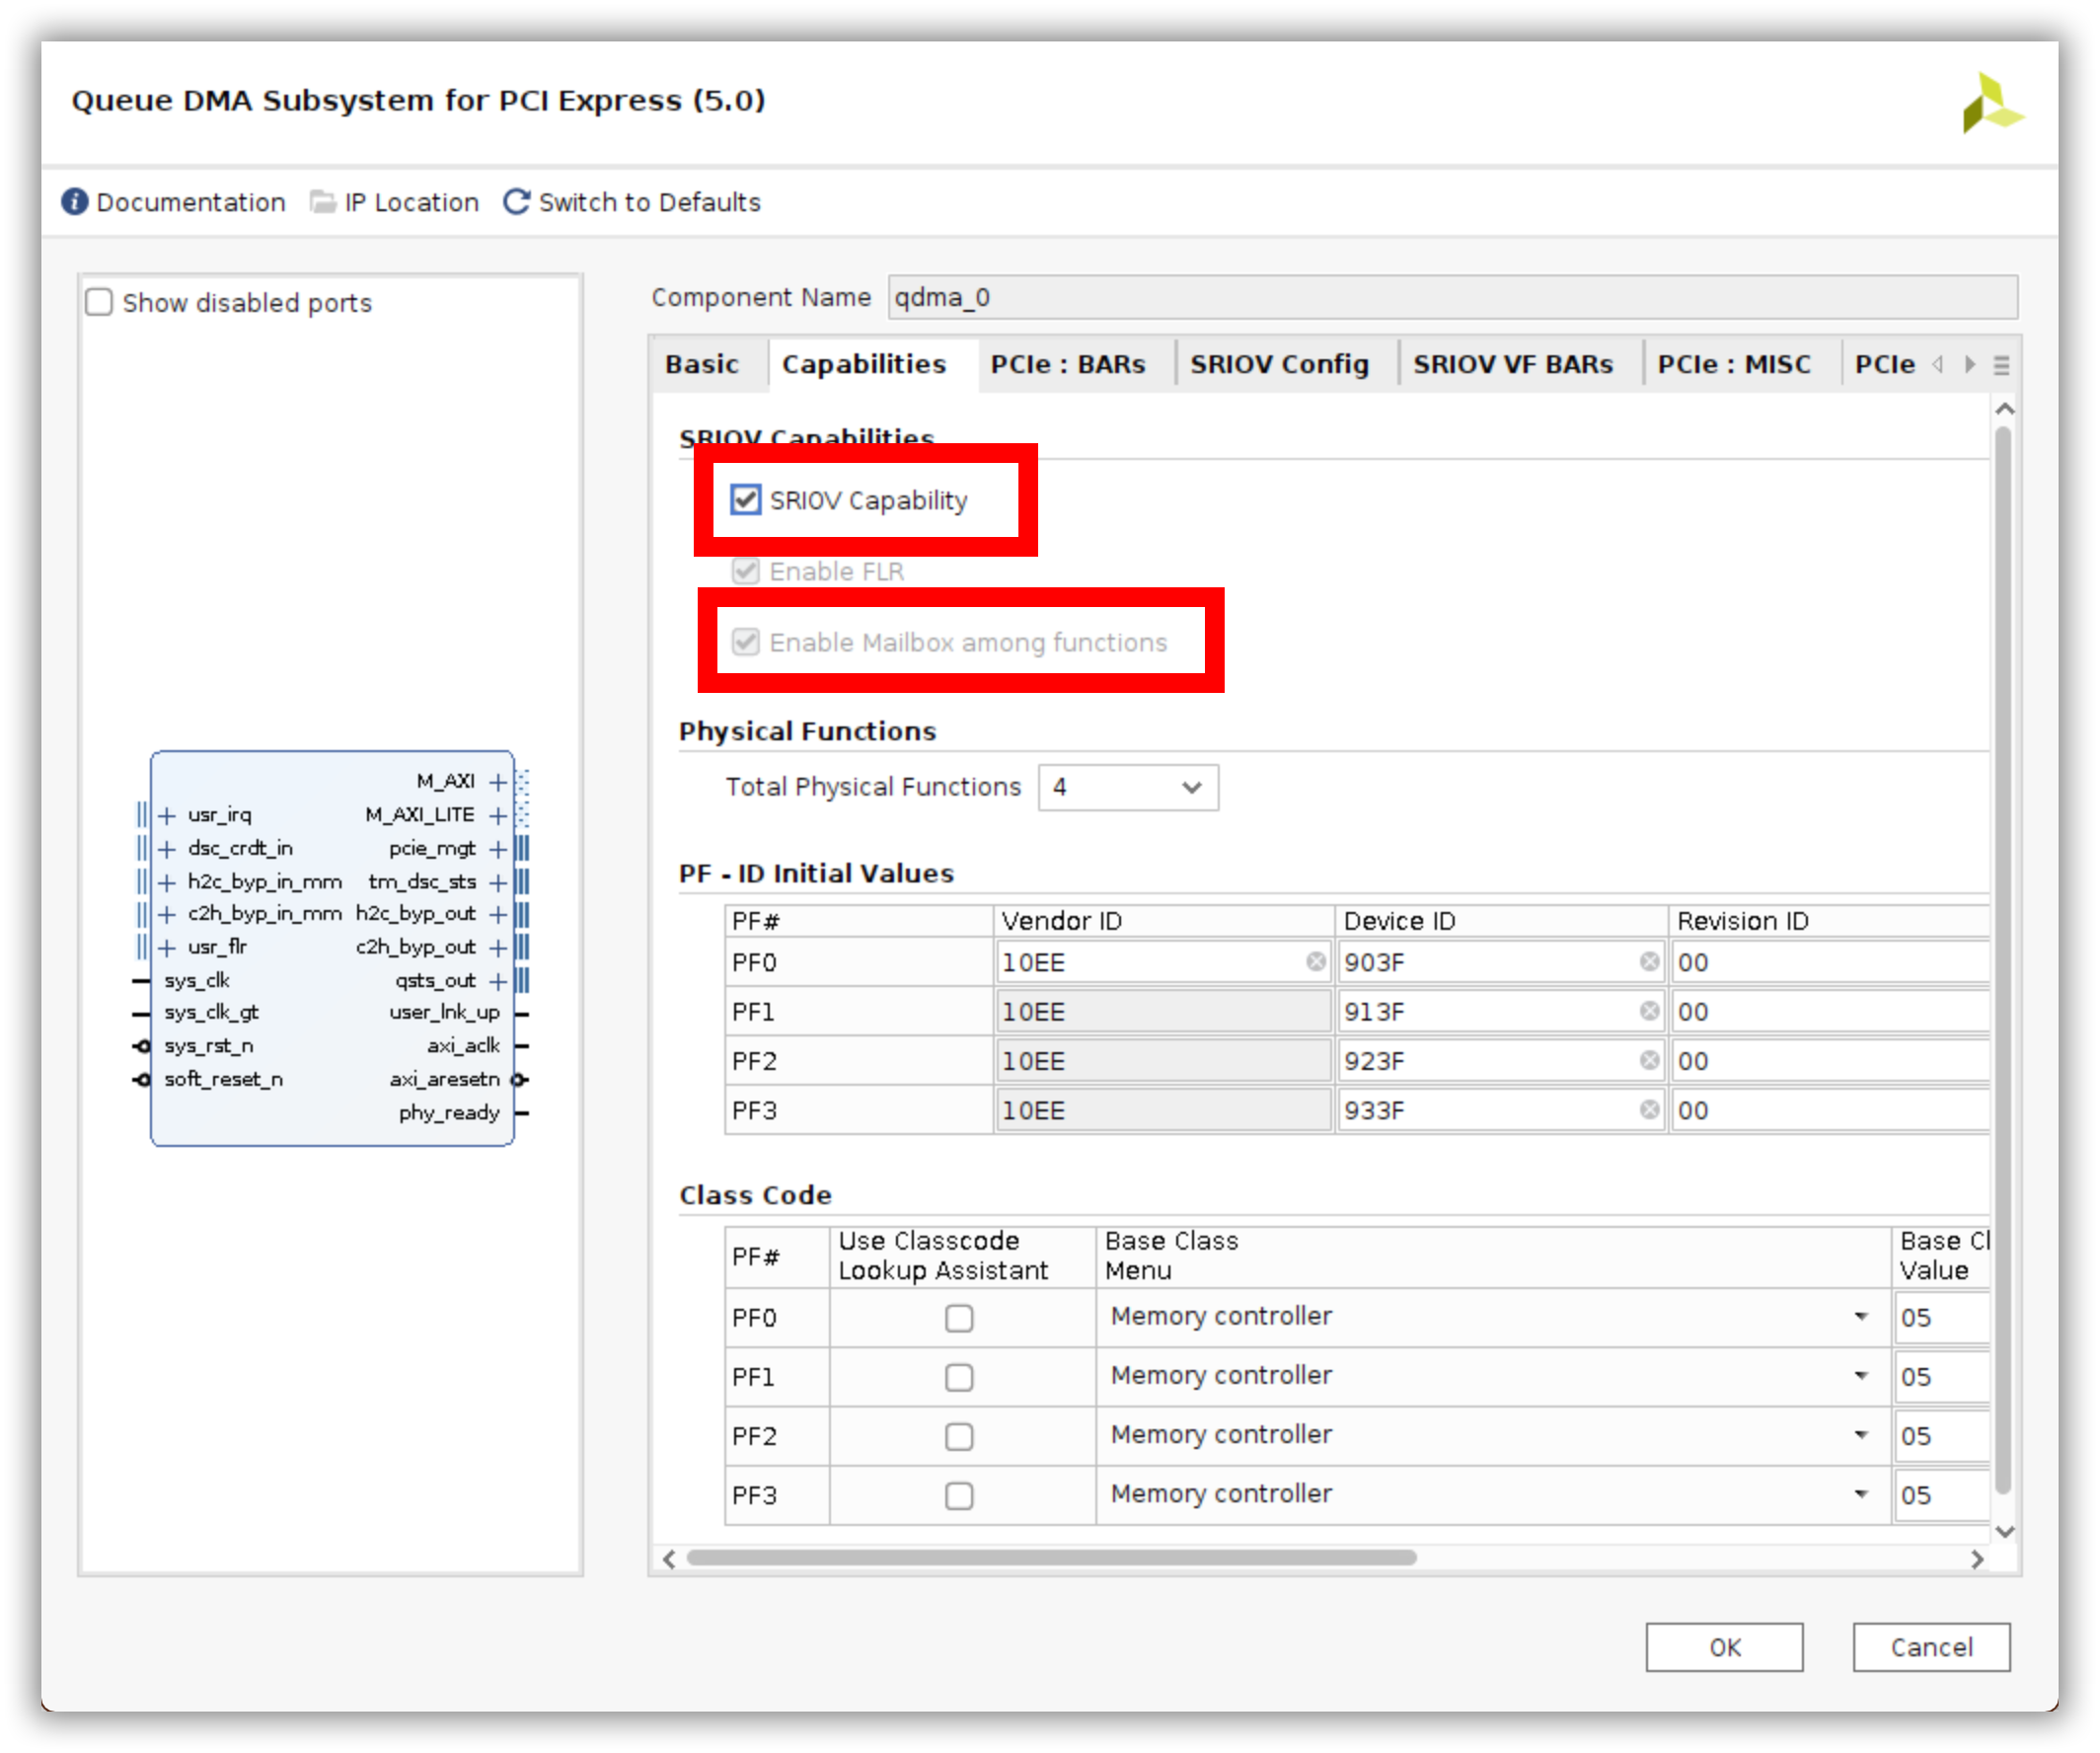 Queue DMA Subsystem for PCI Express (5.0)
Documentation IP Location Switch to Defaults
Show disabled ports
M_AXI
usr_irq M_AXI_LITE
dsc_crdt_in pcie_mgt
h2c_byp_in_mm tm_dsc_sts
c2h_byp_in_mm h2c_byp_out
usr_flr c2h_byp_out
sys_clk qsts_out
sys_clk_gt user_lnk_up
sys_rst_n axi_aclk
soft_reset_n axi_aresetn
phy_ready
Component Name qdma_0
Basic Capabilities PCIe : BARs SRIOV Config SRIOV VF BARs PCIe : MISC PCIe
SRIOV Capabilities
SRIOV Capability
Enable FLR
Enable Mailbox among functions
Physical Functions
Total Physical Functions 4
PF - ID Initial Values
PF# Vendor ID Device ID Revision ID
PF0 10EE 903F 00
PF1 10EE 913F 00
PF2 10EE 923F 00
PF3 10EE 933F 00
Class Code
PF# Use Classcode Lookup Assistant Base Class Menu Base Cl Value
PF0 Memory controller 05
PF1 Memory controller 05
PF2 Memory controller 05
PF3 Memory controller 05
OK Cancel